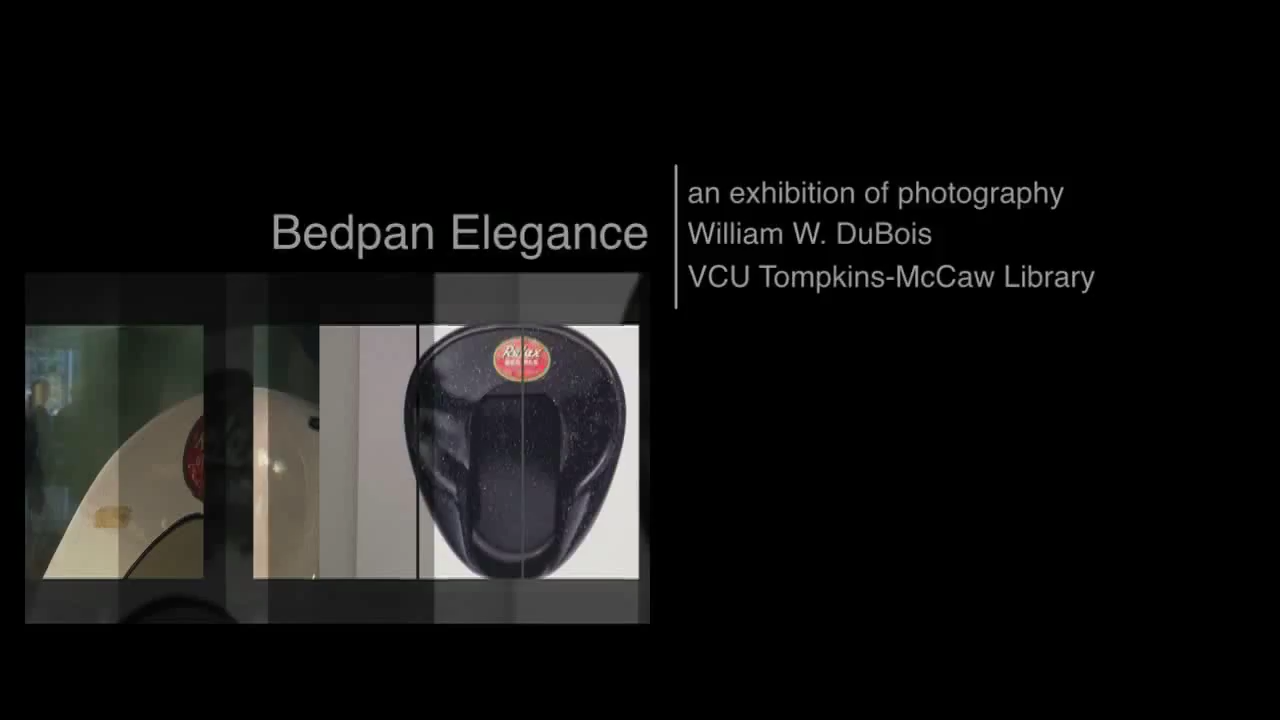 Bedpan Elegance
an exhibition of photography
William W. DuBois
VCU Tompkins-McCaw Library
Relax